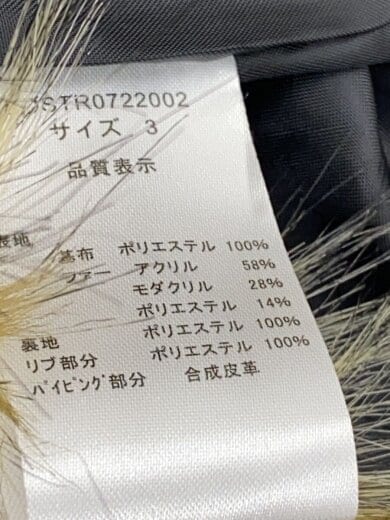 JSTR0722002
サイズ 3
品質表示
表地 基布 ポリエステル 100%
ファー アクリル 58%
モダクリル 28%
ポリエステル 14%
裏地 ポリエステル 100%
リブ部分 ポリエステル 100%
パイピング部分 合成皮革